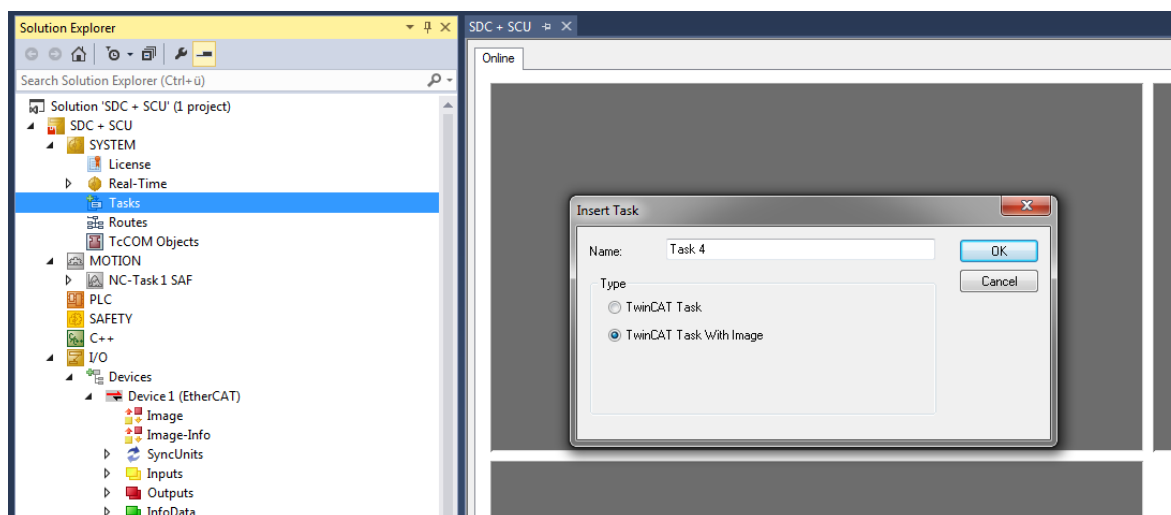 Solution Explorer
Search Solution Explorer (Ctrl+ü)
Solution 'SDC + SCU' (1 project)
SDC + SCU
SYSTEM
License
Real-Time
Tasks
Routes
TcCOM Objects
MOTION
NC-Task 1 SAF
PLC
SAFETY
C++
I/O
Devices
Device 1 (EtherCAT)
Image
Image-Info
SyncUnits
Inputs
Outputs
InfoData
SDC + SCU
Online
Insert Task
Name: Task 4
OK
Cancel
Type
TwinCAT Task
TwinCAT Task With Image